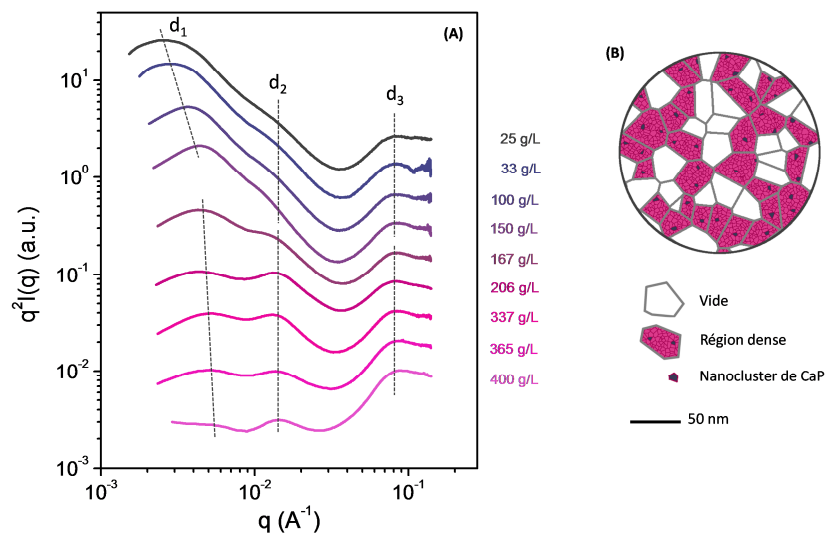 (A)
d₁
d₂
d₃
10¹
10⁰
10⁻¹
10⁻²
10⁻³
q²I(q) (a.u.)
10⁻³
10⁻²
10⁻¹
q (A⁻¹)
25 g/L
33 g/L
100 g/L
150 g/L
167 g/L
206 g/L
337 g/L
365 g/L
400 g/L
(B)
Vide
Région dense
Nanocluster de CaP
50 nm